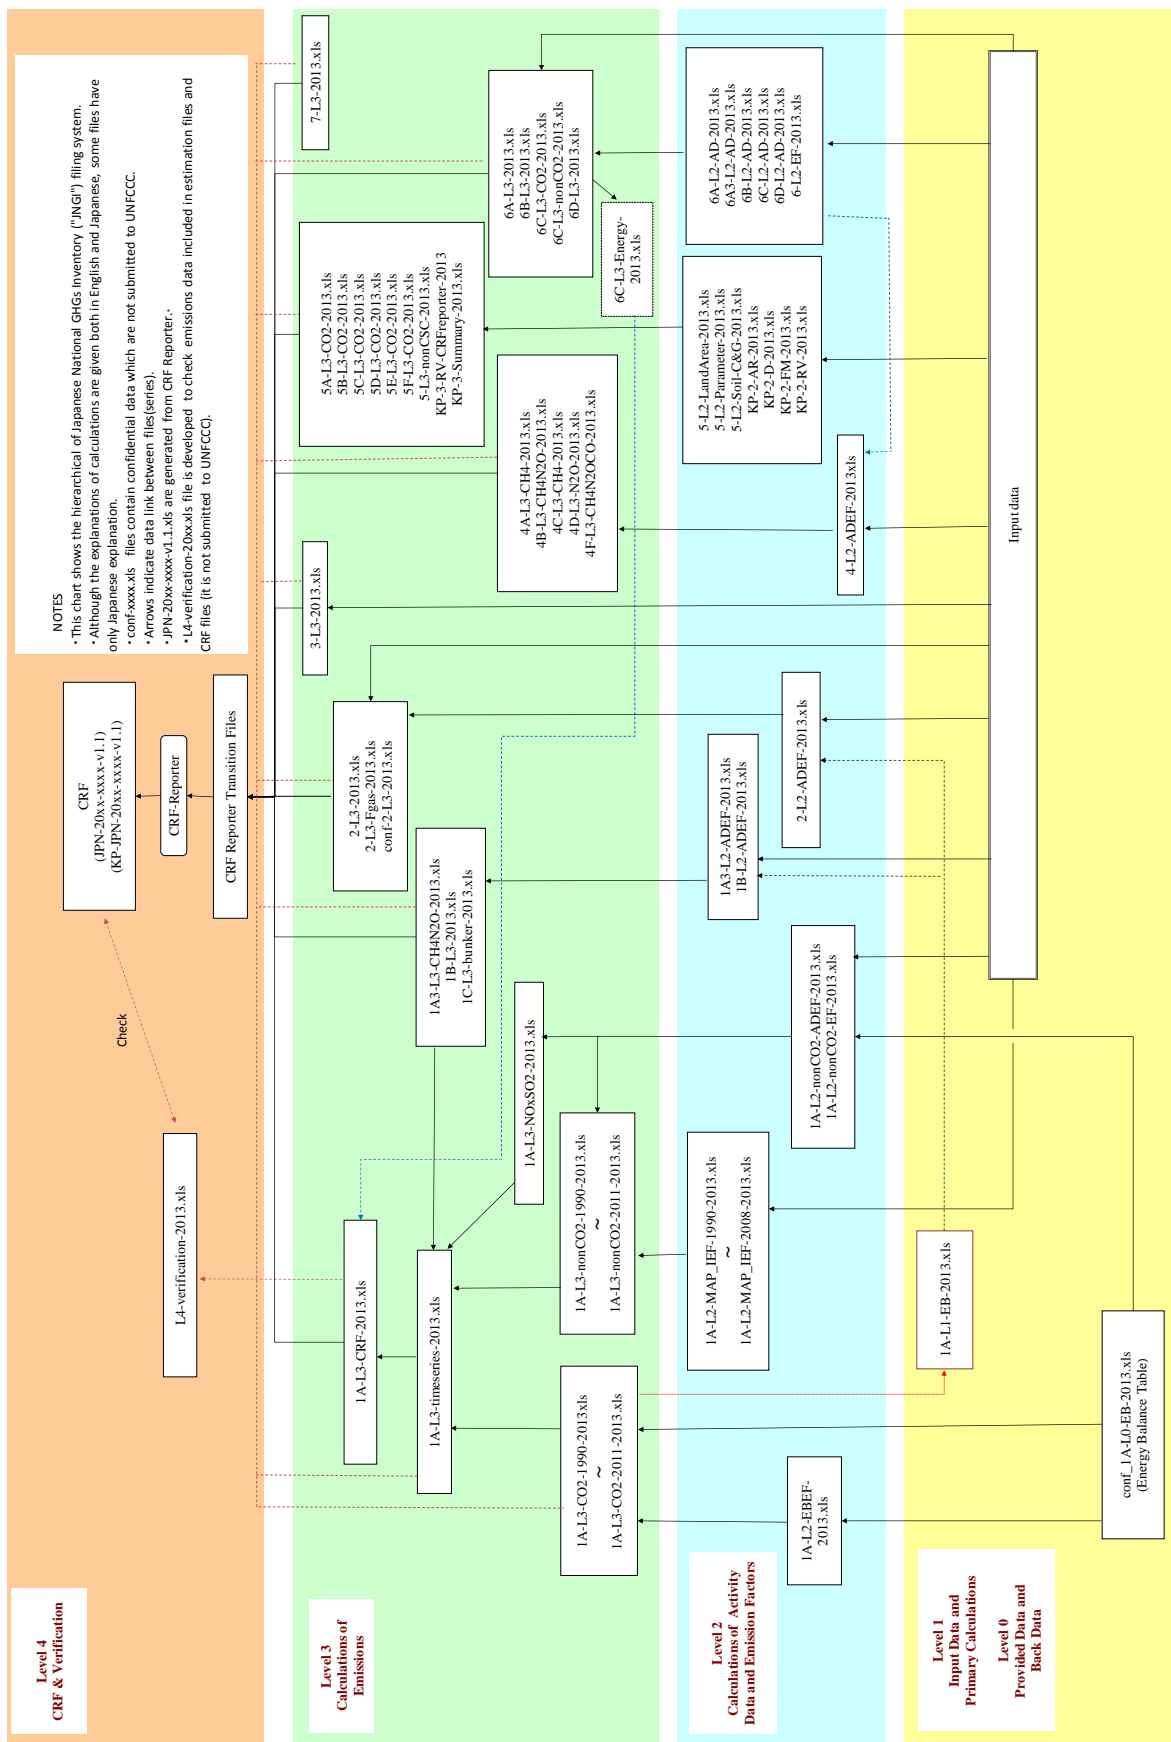 Level 4
CRF & Verification
CRF
(JPN-20xx-xxxx-v1.1)
(KP-JPN-20xx-xxxx-v1.1)
CRF-Reporter
CRF Reporter Transition Files
L4-verification-2013.xls
Check
NOTES
・This chart shows the hierarchical of Japanese National GHGs Inventory ("JNGI") filing system.
・Although the explanations of calculations are given both in English and Japanese, some files have
only Japanese explanation.
・conf-xxxx.xls files contain confidential data which are not submitted to UNFCCC.
・Arrows indicate data link between files(series).
・JPN-20xx-xxxx-v1.1.xls are generated from CRF Reporter.・
・L4-verification-20xx.xls file is developed to check emissions data included in estimation files and
CRF files (it is not submitted to UNFCCC).
Level 3
Calculations of
Emissions
1A-L3-CRF-2013.xls
1A-L3-timeseries-2013.xls
1A-L3-CO2-1990-2013xls
~
1A-L3-CO2-2011-2013.xls
1A-L3-nonCO2-1990-2013.xls
~
1A-L3-nonCO2-2011-2013.xls
1A-L3-NOxSO2-2013.xls
1A3-L3-CH4N2O-2013.xls
1B-L3-2013.xls
1C-L3-bunker-2013.xls
2-L3-2013.xls
2-L3-Fgas-2013.xls
conf-2-L3-2013.xls
3-L3-2013.xls
4A-L3-CH4-2013.xls
4B-L3-CH4N2O-2013.xls
4C-L3-CH4-2013.xls
4D-L3-N2O-2013.xls
4F-L3-CH4N2OCO-2013.xls
5A-L3-CO2-2013.xls
5B-L3-CO2-2013.xls
5C-L3-CO2-2013.xls
5D-L3-CO2-2013.xls
5E-L3-CO2-2013.xls
5F-L3-CO2-2013.xls
5-L3-nonCSC-2013.xls
KP-3-RV-CRFreporter-2013
KP-3-Summary-2013.xls
6A-L3-2013.xls
6B-L3-2013.xls
6C-L3-CO2-2013.xls
6C-L3-nonCO2-2013.xls
6D-L3-2013.xls
6C-L3-Energy-
2013.xls
7-L3-2013.xls
Level 2
Calculations of Activity
Data and Emission Factors
1A-L2-EBEF-
2013.xls
1A-L2-MAP_IEF-1990-2013.xls
~
1A-L2-MAP_IEF-2008-2013.xls
1A-L2-nonCO2-ADEF-2013.xls
1A-L2-nonCO2-EF-2013.xls
1A3-L2-ADEF-2013.xls
1B-L2-ADEF-2013.xls
2-L2-ADEF-2013.xls
4-L2-ADEF-2013xls
5-L2-LandArea-2013.xls
5-L2-Parameter-2013.xls
5-L2-Soil-C&G-2013.xls
KP-2-AR-2013.xls
KP-2-D-2013.xls
KP-2-FM-2013.xls
KP-2-RV-2013.xls
6A-L2-AD-2013.xls
6A3-L2-AD-2013.xls
6B-L2-AD-2013.xls
6C-L2-AD-2013.xls
6D-L2-AD-2013.xls
6-L2-EF-2013.xls
Level 1
Input Data and
Primary Calculations
Level 0
Provided Data and
Back Data
1A-L1-EB-2013.xls
conf_1A-L0-EB-2013.xls
(Energy Balance Table)
Input data